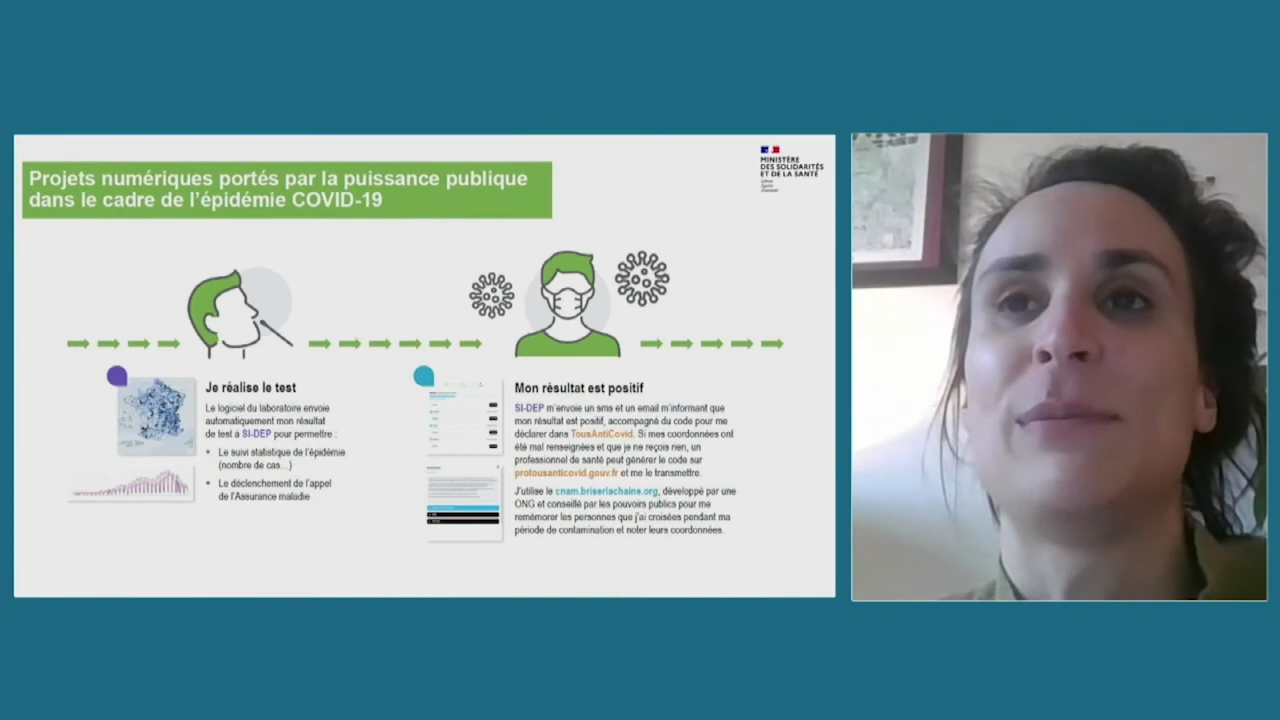 Projets numériques portés par la puissance publique
dans le cadre de l'épidémie COVID-19
MINISTÈRE
DES SOLIDARITÉS
ET DE LA SANTÉ
Liberté
Égalité
Fraternité
Je réalise le test
Le logiciel du laboratoire envoie
automatiquement mon résultat
de test à SI-DEP pour permettre :
• Le suivi statistique de l'épidémie
(nombre de cas…)
• Le déclenchement de l'appel
de l'Assurance maladie
Mon résultat est positif
SI-DEP m'envoie un sms et un email m'informant que
mon résultat est positif, accompagné du code pour me
déclarer dans TousAntiCovid. Si mes coordonnées ont
été mal renseignées et que je ne reçois rien, un
professionnel de santé peut générer le code sur
protousanticovid.gouv.fr et me le transmettre.
J'utilise le cnam.briserlachaine.org, développé par une
ONG et conseillé par les pouvoirs publics pour me
remémorer les personnes que j'ai croisées pendant ma
période de contamination et noter leurs coordonnées.